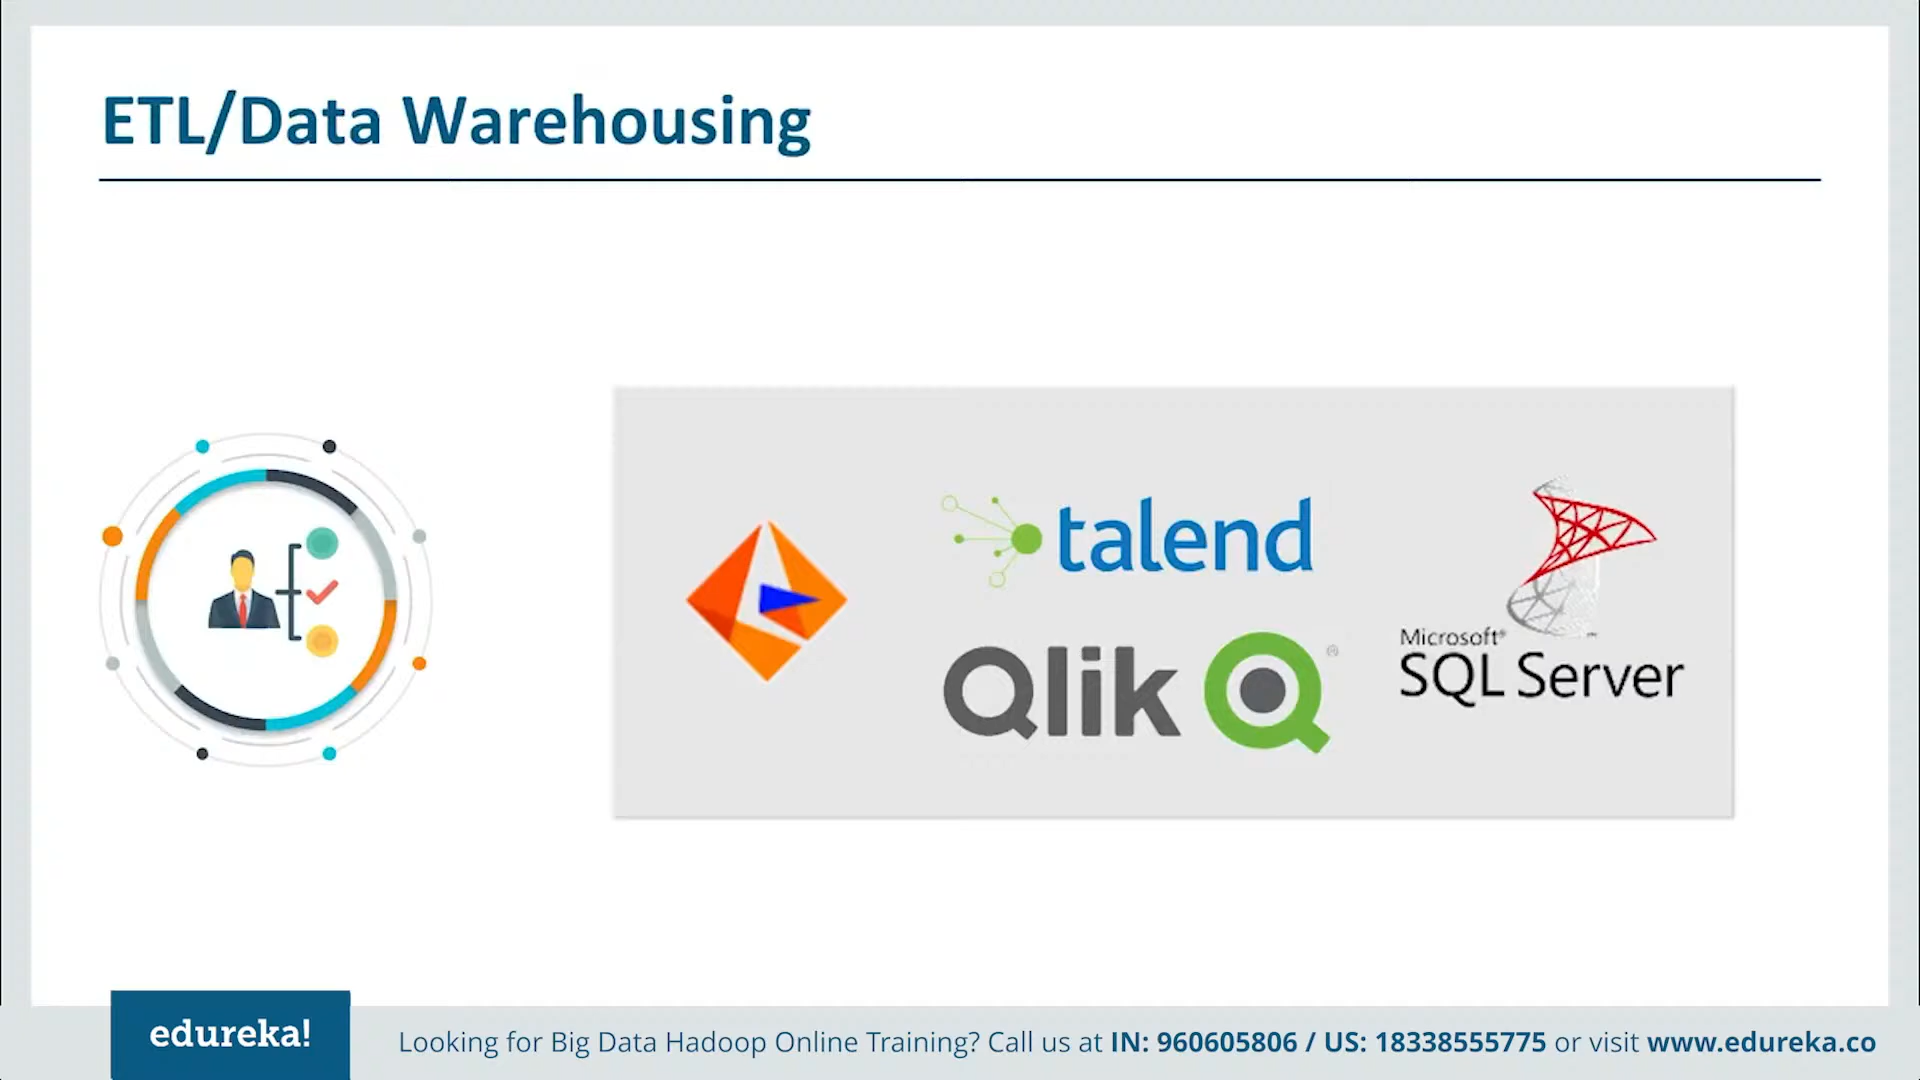 ETL/Data Warehousing
talend
Qlik
Microsoft®
SQL Server
edureka!
Looking for Big Data Hadoop Online Training? Call us at IN: 960605806 / US: 18338555775 or visit www.edureka.co